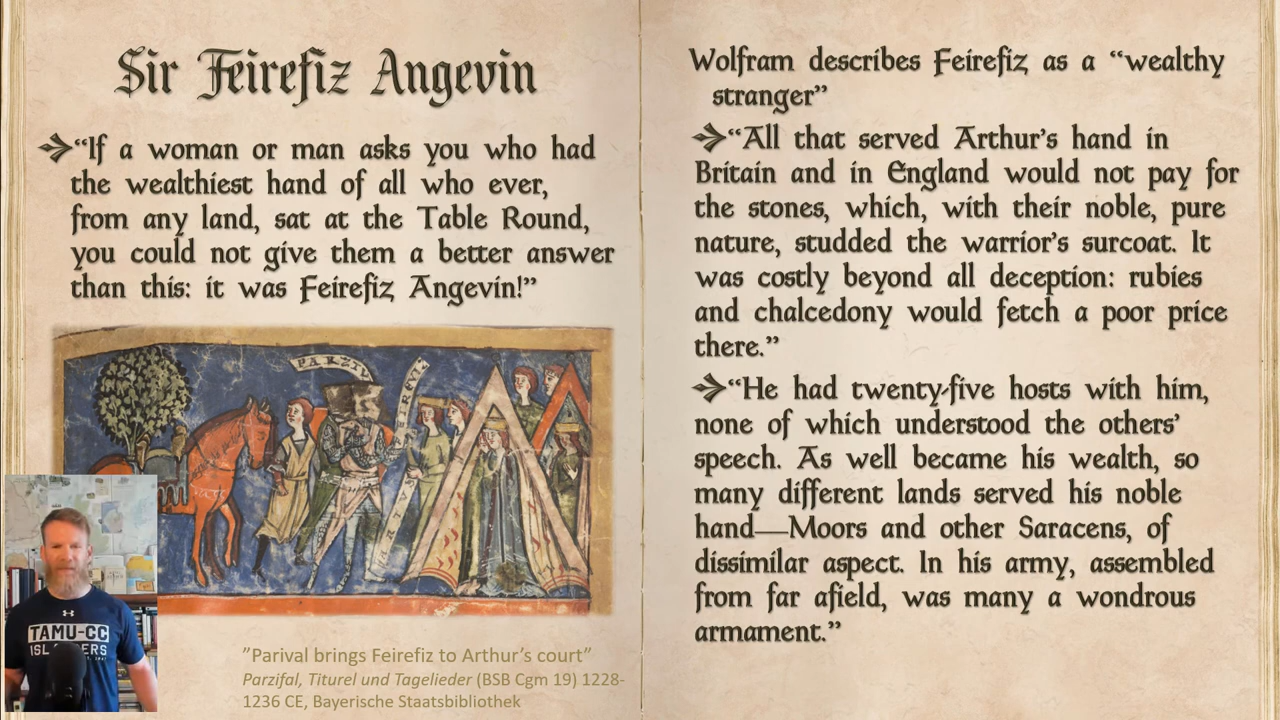 Sir Feirefiz Angevin
“If a woman or man asks you who had
the wealthiest hand of all who ever,
from any land, sat at the Table Round,
you could not give them a better answer
than this: it was Feirefiz Angevin!”
PARZIV
TAMU-CC
ISLANDERS
”Parival brings Feirefiz to Arthur’s court”
Parzifal, Titurel und Tagelieder (BSB Cgm 19) 1228-
1236 CE, Bayerische Staatsbibliothek
Wolfram describes Feirefiz as a “wealthy
stranger”
“All that served Arthur’s hand in
Britain and in England would not pay for
the stones, which, with their noble, pure
nature, studded the warrior’s surcoat. It
was costly beyond all deception: rubies
and chalcedony would fetch a poor price
there.”
“He had twenty-five hosts with him,
none of which understood the others’
speech. As well became his wealth, so
many different lands served his noble
hand—Moors and other Saracens, of
dissimilar aspect. In his army, assembled
from far afield, was many a wondrous
armament.”